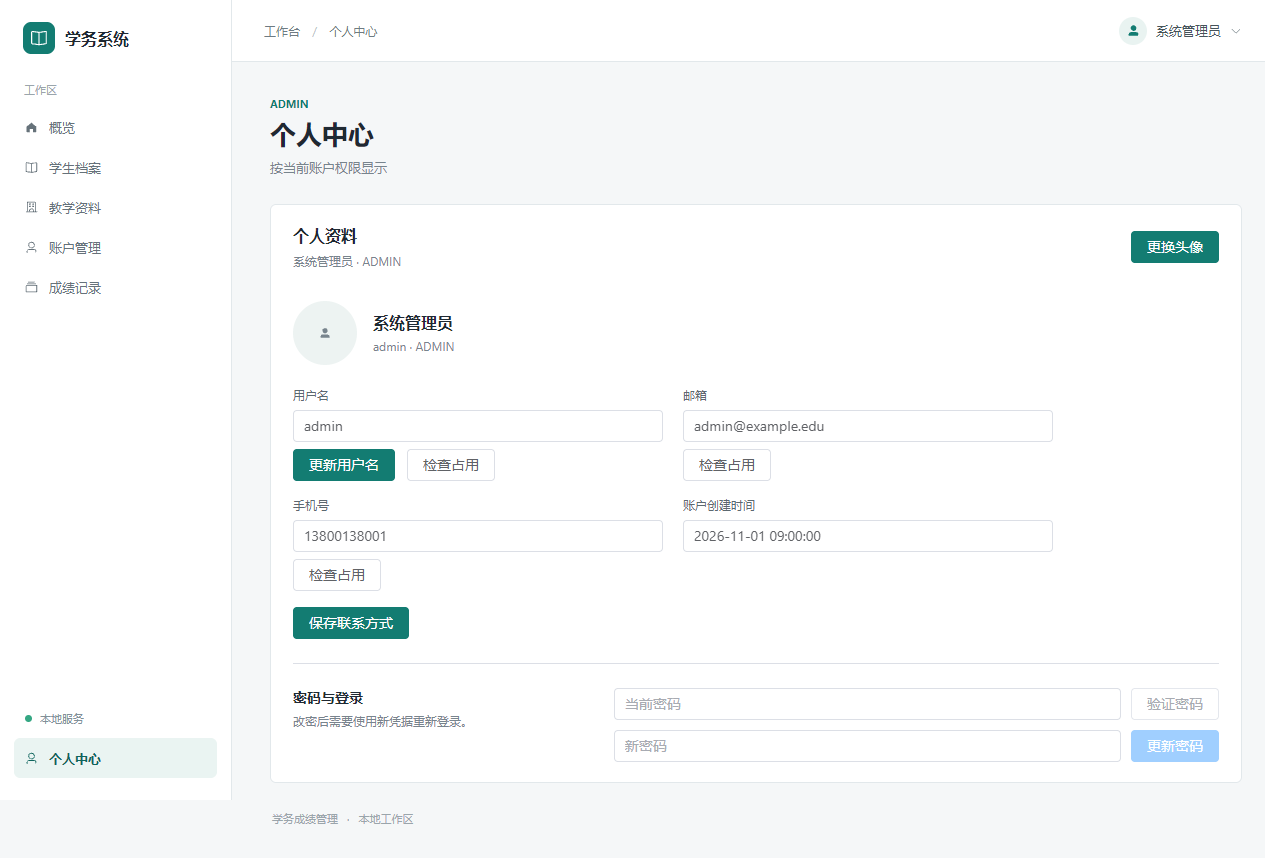 学务系统
工作区
概览
学生档案
教学资料
账户管理
成绩记录
本地服务
个人中心
工作台 / 个人中心
系统管理员
ADMIN
个人中心
按当前账户权限显示
个人资料
系统管理员 · ADMIN
更换头像
系统管理员
admin · ADMIN
用户名
邮箱
admin
admin@example.edu
更新用户名
检查占用
检查占用
手机号
账户创建时间
13800138001
2026-11-01 09:00:00
检查占用
保存联系方式
密码与登录
改密后需要使用新凭据重新登录。
当前密码
验证密码
新密码
更新密码
学务成绩管理 · 本地工作区